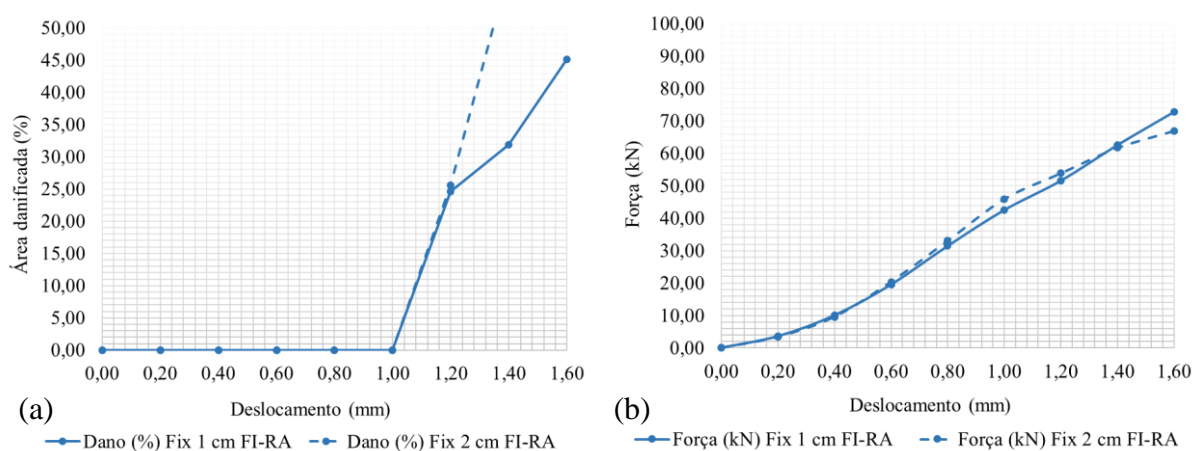 50,00
45,00
40,00
35,00
30,00
25,00
20,00
15,00
10,00
5,00
0,00
Área danificada (%)
0,00 0,20 0,40 0,60 0,80 1,00 1,20 1,40 1,60
Deslocamento (mm)
(a)
Dano (%) Fix 1 cm FI-RA Dano (%) Fix 2 cm FI-RA
100,00
90,00
80,00
70,00
60,00
50,00
40,00
30,00
20,00
10,00
0,00
Força (kN)
0,00 0,20 0,40 0,60 0,80 1,00 1,20 1,40 1,60
Deslocamento (mm)
(b)
Força (kN) Fix 1 cm FI-RA Força (kN) Fix 2 cm FI-RA